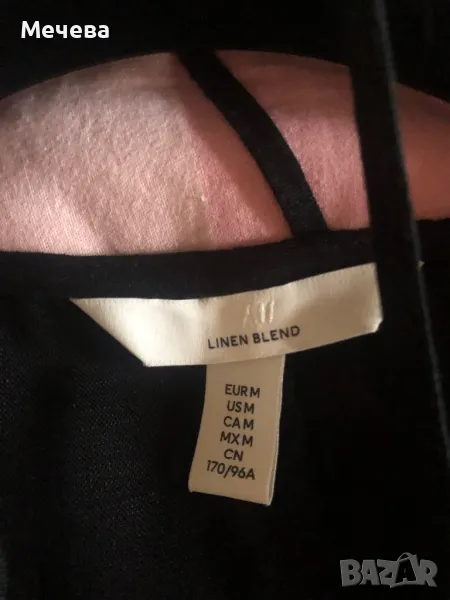 Мечева
LINEN BLEND
EUR M
US M
CA M
MX M
CN
170/96A
BAZAR